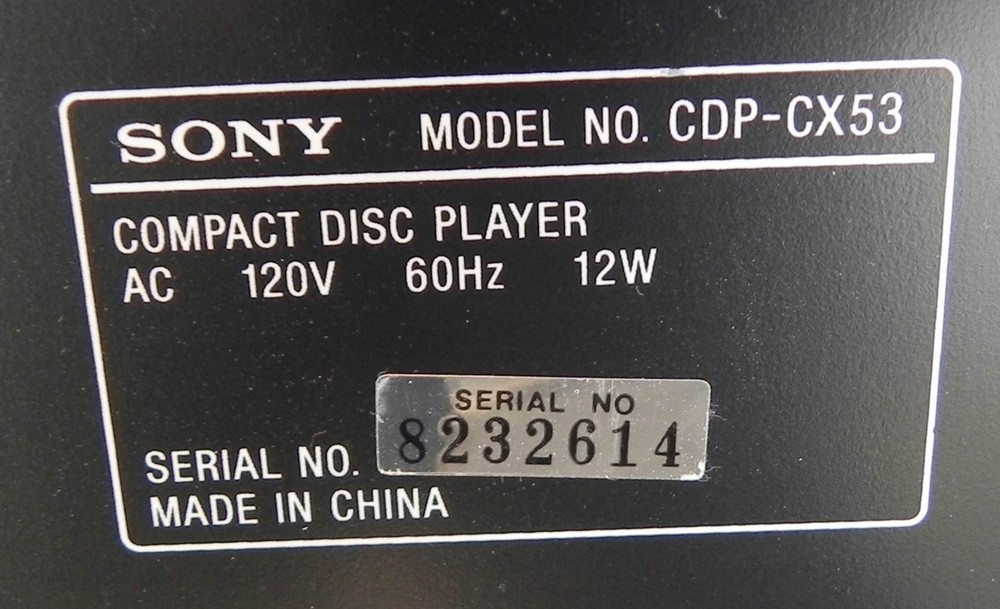 SONY MODEL NO. CDP-CX53
COMPACT DISC PLAYER
AC 120V 60Hz 12W
SERIAL NO
SERIAL NO. 8232614
MADE IN CHINA